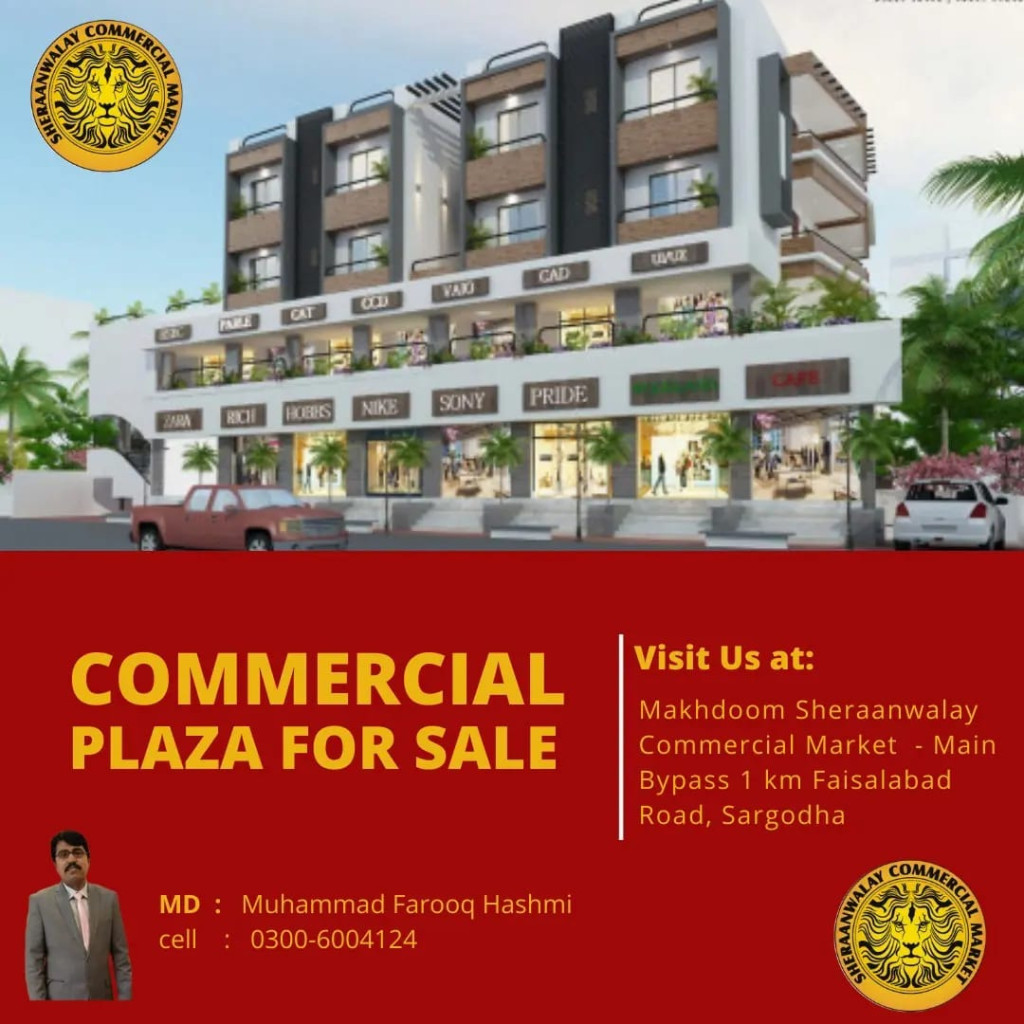 SHERAANWALAY COMMERCIAL MARKET
CAT
CCD
VAIO
CAD
ZARA
RICH
HOBBS
NIKE
SONY
PRIDE
CAFE
COMMERCIAL
PLAZA FOR SALE
Visit Us at:
Makhdoom Sheraanwalay
Commercial Market - Main
Bypass 1 km Faisalabad
Road, Sargodha
MD : Muhammad Farooq Hashmi
cell : 0300-6004124
SHERAANWALAY COMMERCIAL MARKET